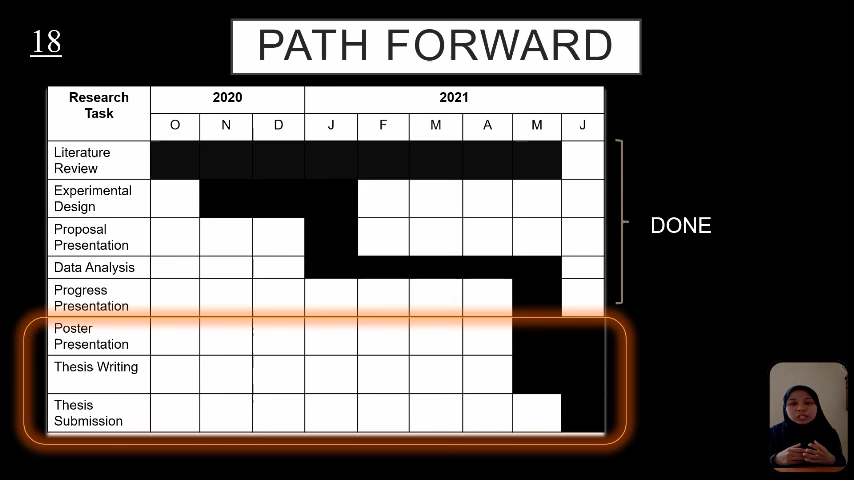 18
PATH FORWARD
Research
Task
2020
2021
O N D J F M A M J
Literature
Review
Experimental
Design
Proposal
Presentation
Data Analysis
Progress
Presentation
DONE
Poster
Presentation
Thesis Writing
Thesis
Submission